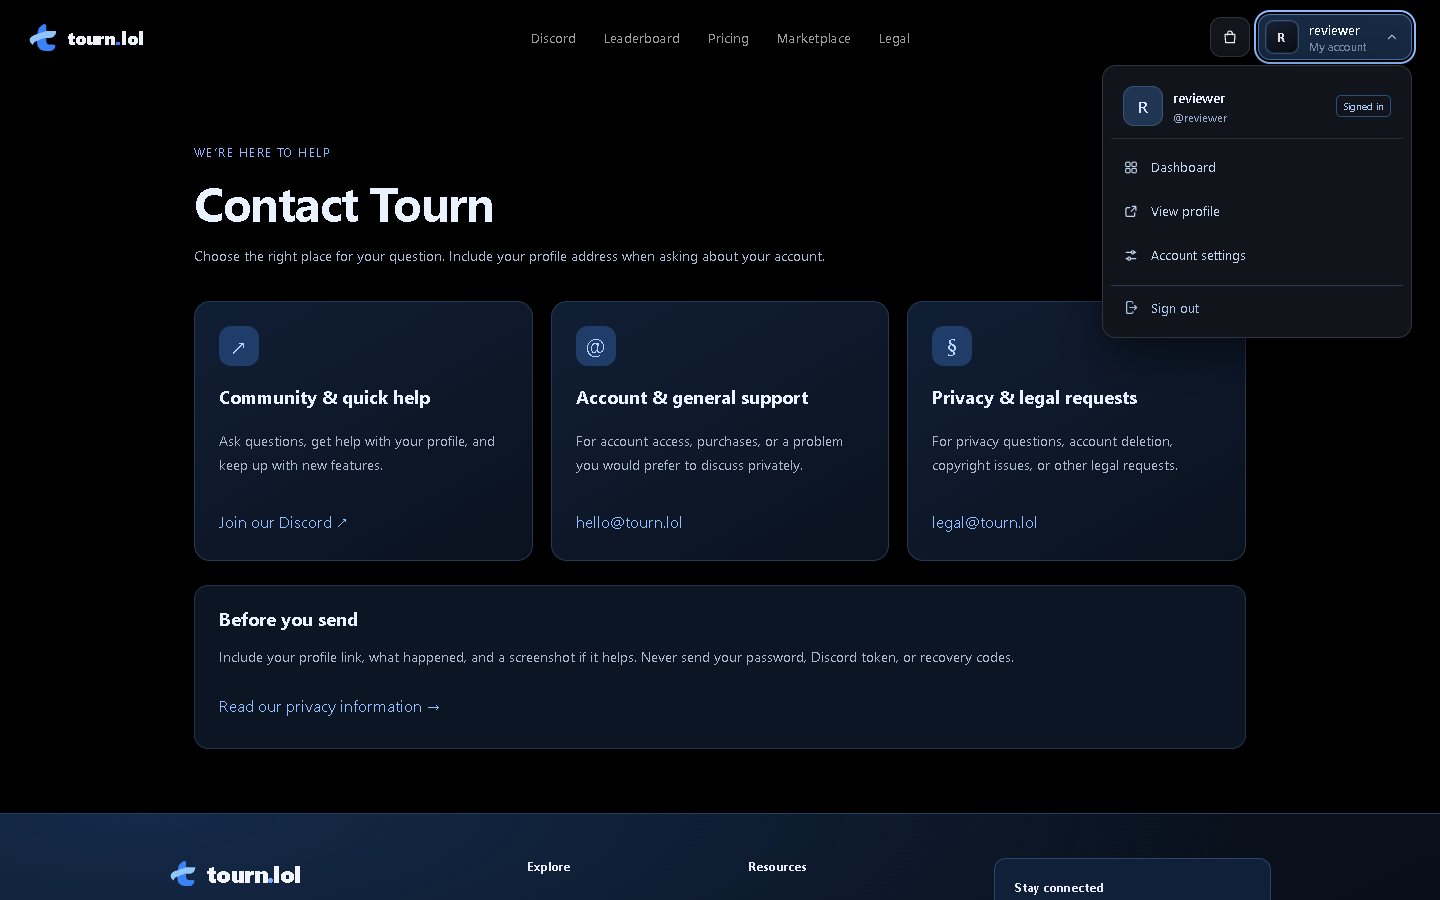 tourn.lol
Discord
Leaderboard
Pricing
Marketplace
Legal
R
reviewer
My account
R
reviewer
@reviewer
Signed in
Dashboard
View profile
Account settings
Sign out
WE'RE HERE TO HELP
Contact Tourn
Choose the right place for your question. Include your profile address when asking about your account.
↗
Community & quick help
Ask questions, get help with your profile, and
keep up with new features.
Join our Discord ↗
@
Account & general support
For account access, purchases, or a problem
you would prefer to discuss privately.
hello@tourn.lol
§
Privacy & legal requests
For privacy questions, account deletion,
copyright issues, or other legal requests.
legal@tourn.lol
Before you send
Include your profile link, what happened, and a screenshot if it helps. Never send your password, Discord token, or recovery codes.
Read our privacy information →
tourn.lol
Explore
Resources
Stay connected